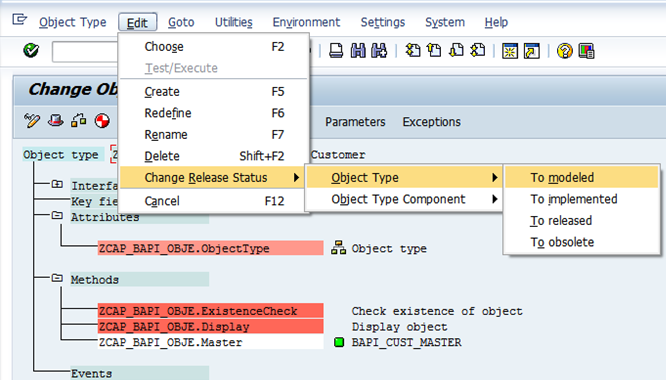 Object Type Edit Goto Utilities Environment Settings System Help
Choose F2
Test/Execute
Change Ob
Create F5
Redefine F6
Parameters Exceptions
Rename F7
Object type Z Customer
Delete Shift+F2
Change Release Status Object Type To modeled
Interfa
Cancel F12 Object Type Component To implemented
Key fie
Attributes To released
To obsolete
ZCAP_BAPI_OBJE.ObjectType Object type
Methods
ZCAP_BAPI_OBJE.ExistenceCheck Check existence of object
ZCAP_BAPI_OBJE.Display Display object
ZCAP_BAPI_OBJE.Master BAPI_CUST_MASTER
Events